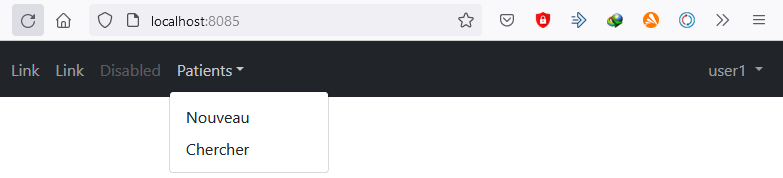 localhost:8085
Link Link Disabled Patients user1
Nouveau
Chercher